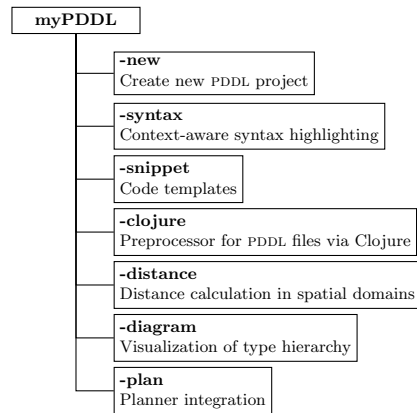 myPDDL
-new
Create new PDDL project
-syntax
Context-aware syntax highlighting
-snippet
Code templates
-clojure
Preprocessor for PDDL files via Clojure
-distance
Distance calculation in spatial domains
-diagram
Visualization of type hierarchy
-plan
Planner integration